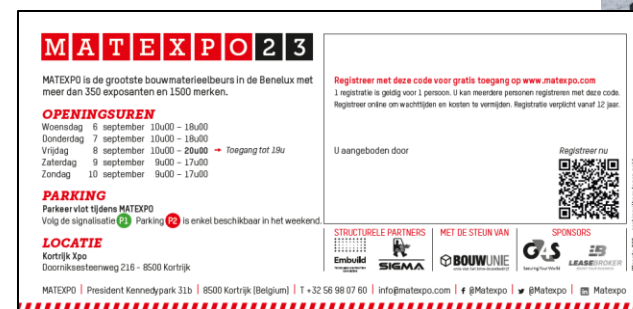 MATEXPO23
MATEXPO is de grootste bouwmaterieelbeurs in de Benelux met
meer dan 350 exposanten en 1500 merken.
OPENINGSUREN
Woensdag 6 september 10u00 – 18u00
Donderdag 7 september 10u00 – 18u00
Vrijdag 8 september 10u00 – 20u00 → Toegang tot 19u
Zaterdag 9 september 9u00 – 17u00
Zondag 10 september 9u00 – 17u00
PARKING
Parkeer vlot tijdens MATEXPO
Volg de signalisatie P1 Parking P2 is enkel beschikbaar in het weekend.
LOCATIE
Kortrijk Xpo
Doorniksesteenweg 216 – 8500 Kortrijk
Registreer met deze code voor gratis toegang op www.matexpo.com
1 registratie is geldig voor 1 persoon. U kan meerdere personen registreren met deze code.
Registreer online om wachttijden en kosten te vermijden. Registratie verplicht vanaf 12 jaar.
U aangeboden door
Registreer nu
STRUCTURELE PARTNERS
Embuild
SIGMA
MET DE STEUN VAN
BOUWUNIE
SPONSORS
G4S
Securing Your World
LEASEBROKER
MATEXPO | President Kennedypark 31b | 8500 Kortrijk (Belgium) | T +32 56 98 07 60 | info@matexpo.com | f @Matexpo | @Matexpo | Matexpo